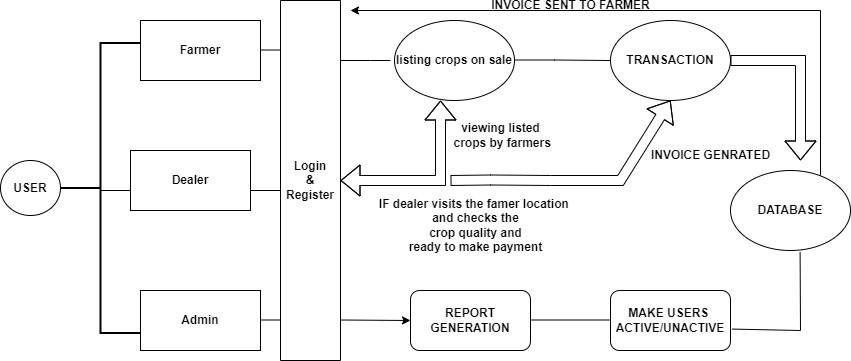 INVOICE SENT TO FARMER
Farmer
listing crops on sale
TRANSACTION
viewing listed
crops by farmers
INVOICE GENRATED
Login
&
Register
USER
Dealer
IF dealer visits the famer location
and checks the
crop quality and
ready to make payment
DATABASE
Admin
REPORT
GENERATION
MAKE USERS
ACTIVE/UNACTIVE